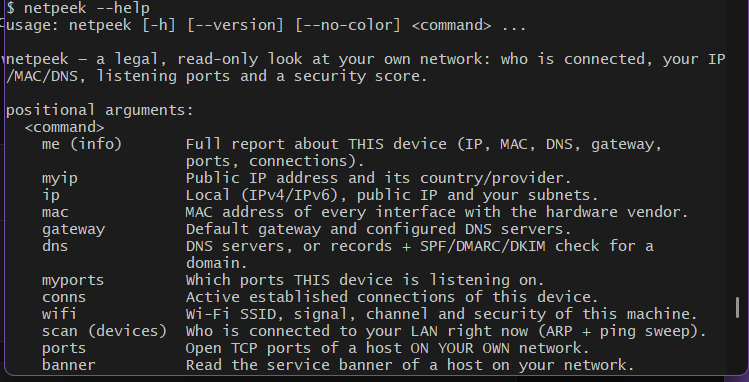 $ netpeek --help
usage: netpeek [-h] [--version] [--no-color] <command> ...
netpeek — a legal, read-only look at your own network: who is connected, your IP
/MAC/DNS, listening ports and a security score.
positional arguments:
<command>
me (info) Full report about THIS device (IP, MAC, DNS, gateway,
ports, connections).
myip Public IP address and its country/provider.
ip Local (IPv4/IPv6), public IP and your subnets.
mac MAC address of every interface with the hardware vendor.
gateway Default gateway and configured DNS servers.
dns DNS servers, or records + SPF/DMARC/DKIM check for a
domain.
myports Which ports THIS device is listening on.
conns Active established connections of this device.
wifi Wi-Fi SSID, signal, channel and security of this machine.
scan (devices) Who is connected to your LAN right now (ARP + ping sweep).
ports Open TCP ports of a host ON YOUR OWN network.
banner Read the service banner of a host on your network.